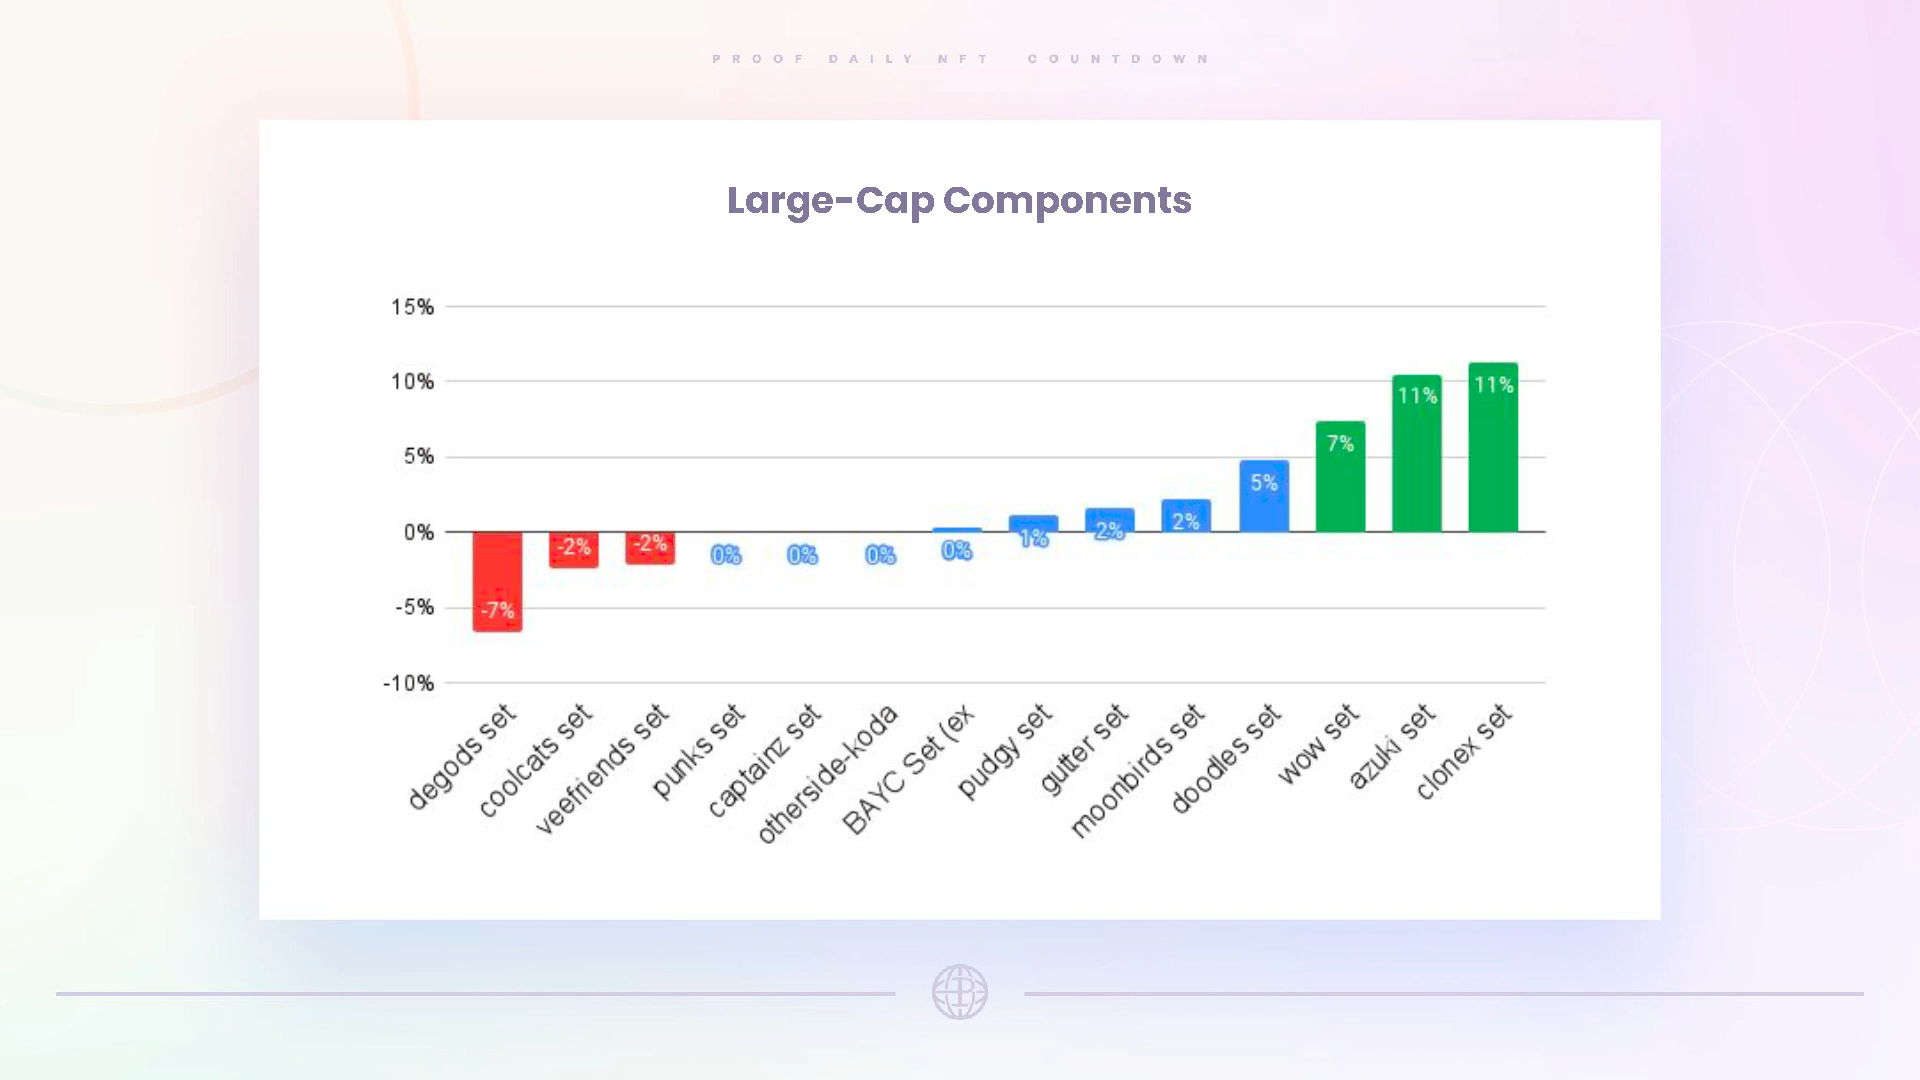 PROOF DAILY NFT COUNTDOWN
Large-Cap Components
15%
10%
5%
0%
-5%
-10%
-7%
-2%
-2%
0%
0%
0%
0%
1%
2%
2%
5%
7%
11%
11%
degods set
coolcats set
veefriends set
punks set
captainz set
otherside-koda
BAYC Set (ex
pudgy set
gutter set
moonbirds set
doodles set
wow set
azuki set
clonex set